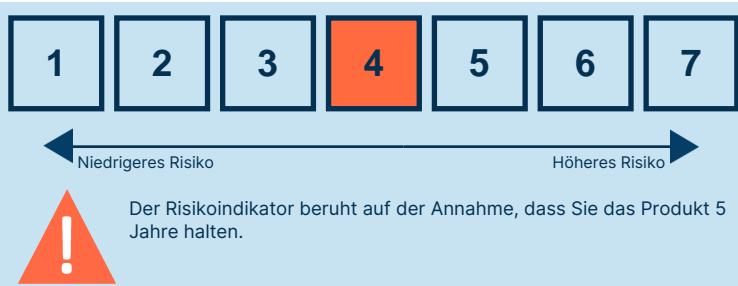 1 2 3 4 5 6 7
Niedrigeres Risiko Höheres Risiko
!
Der Risikoindikator beruht auf der Annahme, dass Sie das Produkt 5
Jahre halten.